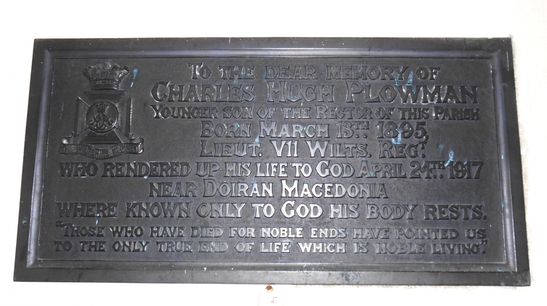 TO THE DEAR MEMORY OF
CHARLES HUGH PLOWMAN
YOUNGER SON OF THE RECTOR OF THIS PARISH
BORN MARCH 13TH 1895
LIEUT. VII WILTS. REGT
WHO RENDERED UP HIS LIFE TO GOD APRIL 24TH 1917
NEAR DOIRAN MACEDONIA
WHERE KNOWN ONLY TO GOD HIS BODY RESTS.
"THOSE WHO HAVE DIED FOR NOBLE ENDS HAVE POINTED US
TO THE ONLY TRUE END OF LIFE WHICH IS NOBLE LIVING."